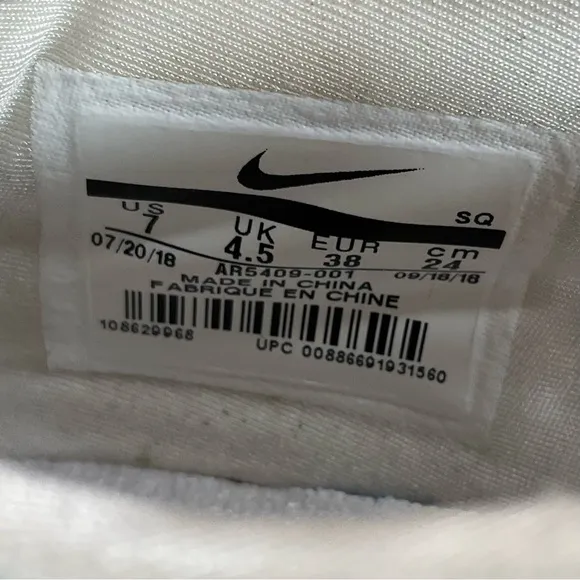 US UK EUR cm SQ
7 4.5 38 24
07/20/18 AR5409-001 09/18/18
MADE IN CHINA
FABRIQUE EN CHINE
108629968 UPC 00886691931560